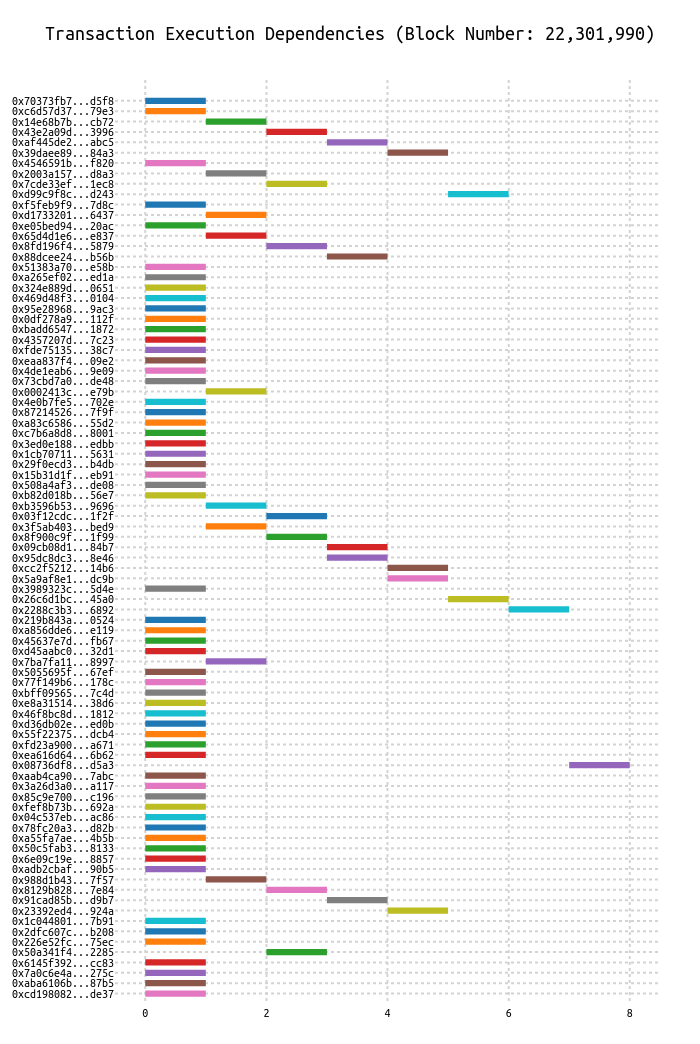 Transaction Execution Dependencies (Block Number: 22,301,990)
0x70373fb7...d5f8
0xc6d57d37...79e3
0x14e68b7b...cb72
0x43e2a09d...3996
0xaf445de2...abc5
0x39daee89...84a3
0x4546591b...f820
0x2003a157...d8a3
0x7cde33ef...1ec8
0xd99c9f8c...d243
0xf5feb9f9...7d8c
0xd1733201...6437
0xe05bed94...20ac
0x65d4d1e6...e837
0x8fd196f4...5879
0x88dcee24...b56b
0x51383a70...e58b
0xa265ef02...ed1a
0x324e889d...0651
0x469d48f3...0104
0x95e28968...9ac3
0x0df278a9...112f
0xbadd6547...1872
0x4357207d...7c23
0xfde75135...38c7
0xeaa837f4...09e2
0x4de1eab6...9e09
0x73cbd7a0...de48
0x0002413c...e79b
0x4e0b7fe5...702e
0x87214526...7f9f
0xa83c6586...55d2
0xc7b6a8d8...8001
0x3ed0e188...edbb
0x1cb70711...5631
0x29f0ecd3...b4db
0x15b31d1f...eb91
0x508a4af3...de08
0xb82d018b...56e7
0xb3596b53...9696
0x03f12cdc...1f2f
0x3f5ab403...bed9
0x8f900c9f...1f99
0x09cb08d1...84b7
0x95dc8dc3...8e46
0xcc2f5212...14b6
0x5a9af8e1...dc9b
0x3989323c...5d4e
0x26c6d1bc...45a0
0x2288c3b3...6892
0x219b843a...0524
0xa856dde6...e119
0x45637e7d...fb67
0xd45aabc0...32d1
0x7ba7fa11...8997
0x5055695f...67ef
0x77f149b6...178c
0xbff09565...7c4d
0xe8a31514...38d6
0x46f8bc8d...1812
0xd36db02e...ed0b
0x55f22375...dcb4
0xfd23a900...a671
0xea616d64...6b62
0x08736df8...d5a3
0xaab4ca90...7abc
0x3a26d3a0...a117
0x85c9e700...c196
0xfef8b73b...692a
0x04c537eb...ac86
0x78fc20a3...d82b
0xa55fa7ae...4b5b
0x50c5fab3...8133
0x6e09c19e...8857
0xadb2cbaf...90b5
0x988d1b43...7f57
0x8129b828...7e84
0x91cad85b...d9b7
0x23392ed4...924a
0x1c044801...7b91
0x2dfc607c...b208
0x226e52fc...75ec
0x50a341f4...2285
0x6145f392...cc83
0x7a0c6e4a...275c
0xaba6106b...87b5
0xcd198082...de37
0 2 4 6 8